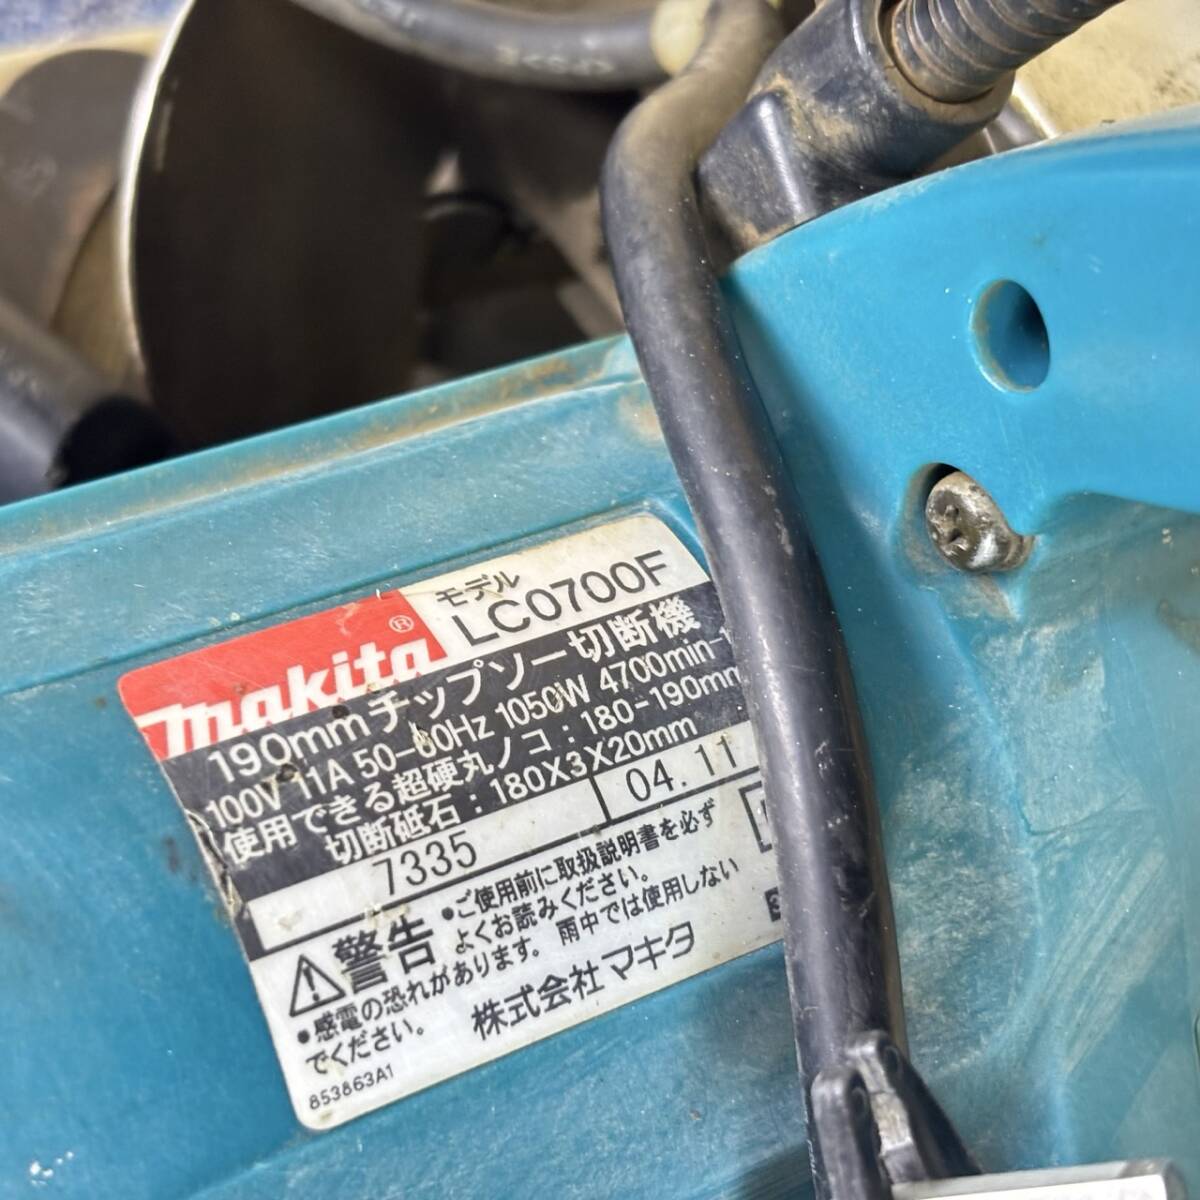 makita®
モデル
LC0700F
190mmチップソー切断機
100V 11A 50-60Hz 1050W 4700min-1
使用できる超硬丸ノコ:180-190mm
切断砥石:180X3X20mm
7335
04.11
警告
•ご使用前に取扱説明書を必ず
よくお読みください。
•感電の恐れがあります。雨中では使用しない
でください。
株式会社マキタ
853863A1